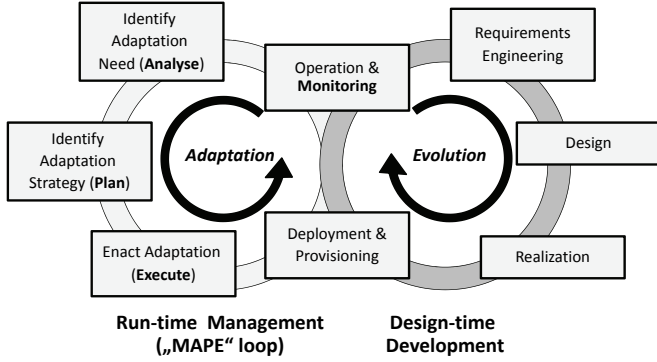 Identify
Adaptation
Need (Analyse)
Operation &
Monitoring
Requirements
Engineering
Identify
Adaptation
Strategy (Plan)
Adaptation
Evolution
Design
Enact Adaptation
(Execute)
Deployment &
Provisioning
Realization
Run-time Management
(„MAPE“ loop)
Design-time
Development